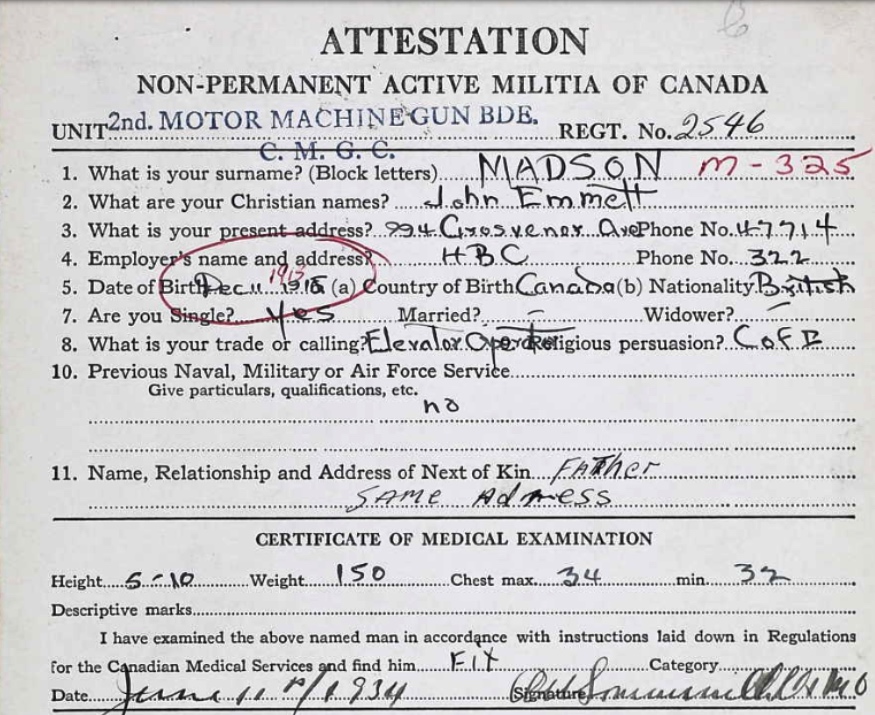 ATTESTATION
NON-PERMANENT ACTIVE MILITIA OF CANADA
UNIT 2nd. MOTOR MACHINE GUN BDE. REGT. No. 2546
C. M. G. C.
1. What is your surname? (Block letters) MADSON M-325
2. What are your Christian names? John Emmett
3. What is your present address? 994 Grosvenor Ave Phone No. 47714
4. Employer's name and address? HBC Phone No. 322
1913
5. Date of Birth Dec 11 (a) Country of Birth Canada (b) Nationality British
7. Are you Single? Yes Married? - Widower? -
8. What is your trade or calling? Elevator Operator Religious persuasion? C of E
10. Previous Naval, Military or Air Force Service
Give particulars, qualifications, etc.
no
11. Name, Relationship and Address of Next of Kin Father
SAME Address
CERTIFICATE OF MEDICAL EXAMINATION
Height 5-10 Weight 150 Chest max. 34 min. 32
Descriptive marks
I have examined the above named man in accordance with instructions laid down in Regulations
for the Canadian Medical Services and find him Fit Category
Date June 11th/1934 Signature MO